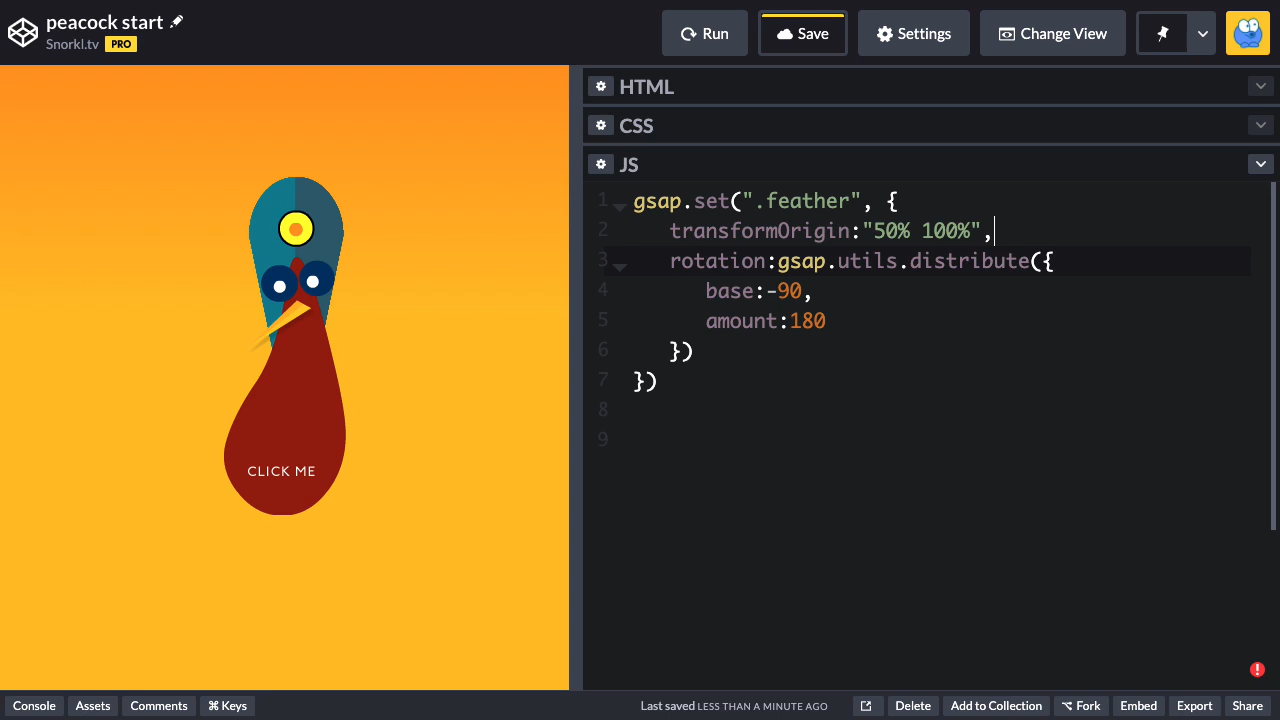 peacock start
Snorkl.tv PRO
Run
Save
Settings
Change View
HTML
CSS
JS
1 gsap.set(".feather", {
2 transformOrigin:"50% 100%",
3 rotation:gsap.utils.distribute({
4 base:-90,
5 amount:180
6 })
7 })
8
9
CLICK ME
Console
Assets
Comments
⌘ Keys
Last saved LESS THAN A MINUTE AGO
Delete
Add to Collection
⌥ Fork
Embed
Export
Share